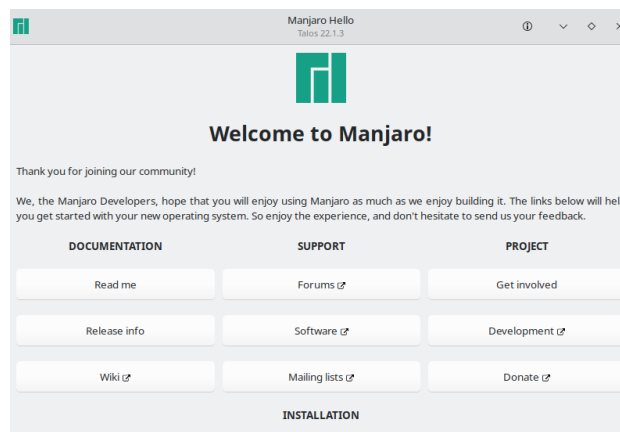 Manjaro Hello
Talos 22.1.3
Welcome to Manjaro!
Thank you for joining our community!
We, the Manjaro Developers, hope that you will enjoy using Manjaro as much as we enjoy building it. The links below will hel
you get started with your new operating system. So enjoy the experience, and don't hesitate to send us your feedback.
DOCUMENTATION SUPPORT PROJECT
Read me Forums Get involved
Release info Software Development
Wiki Mailing lists Donate
INSTALLATION